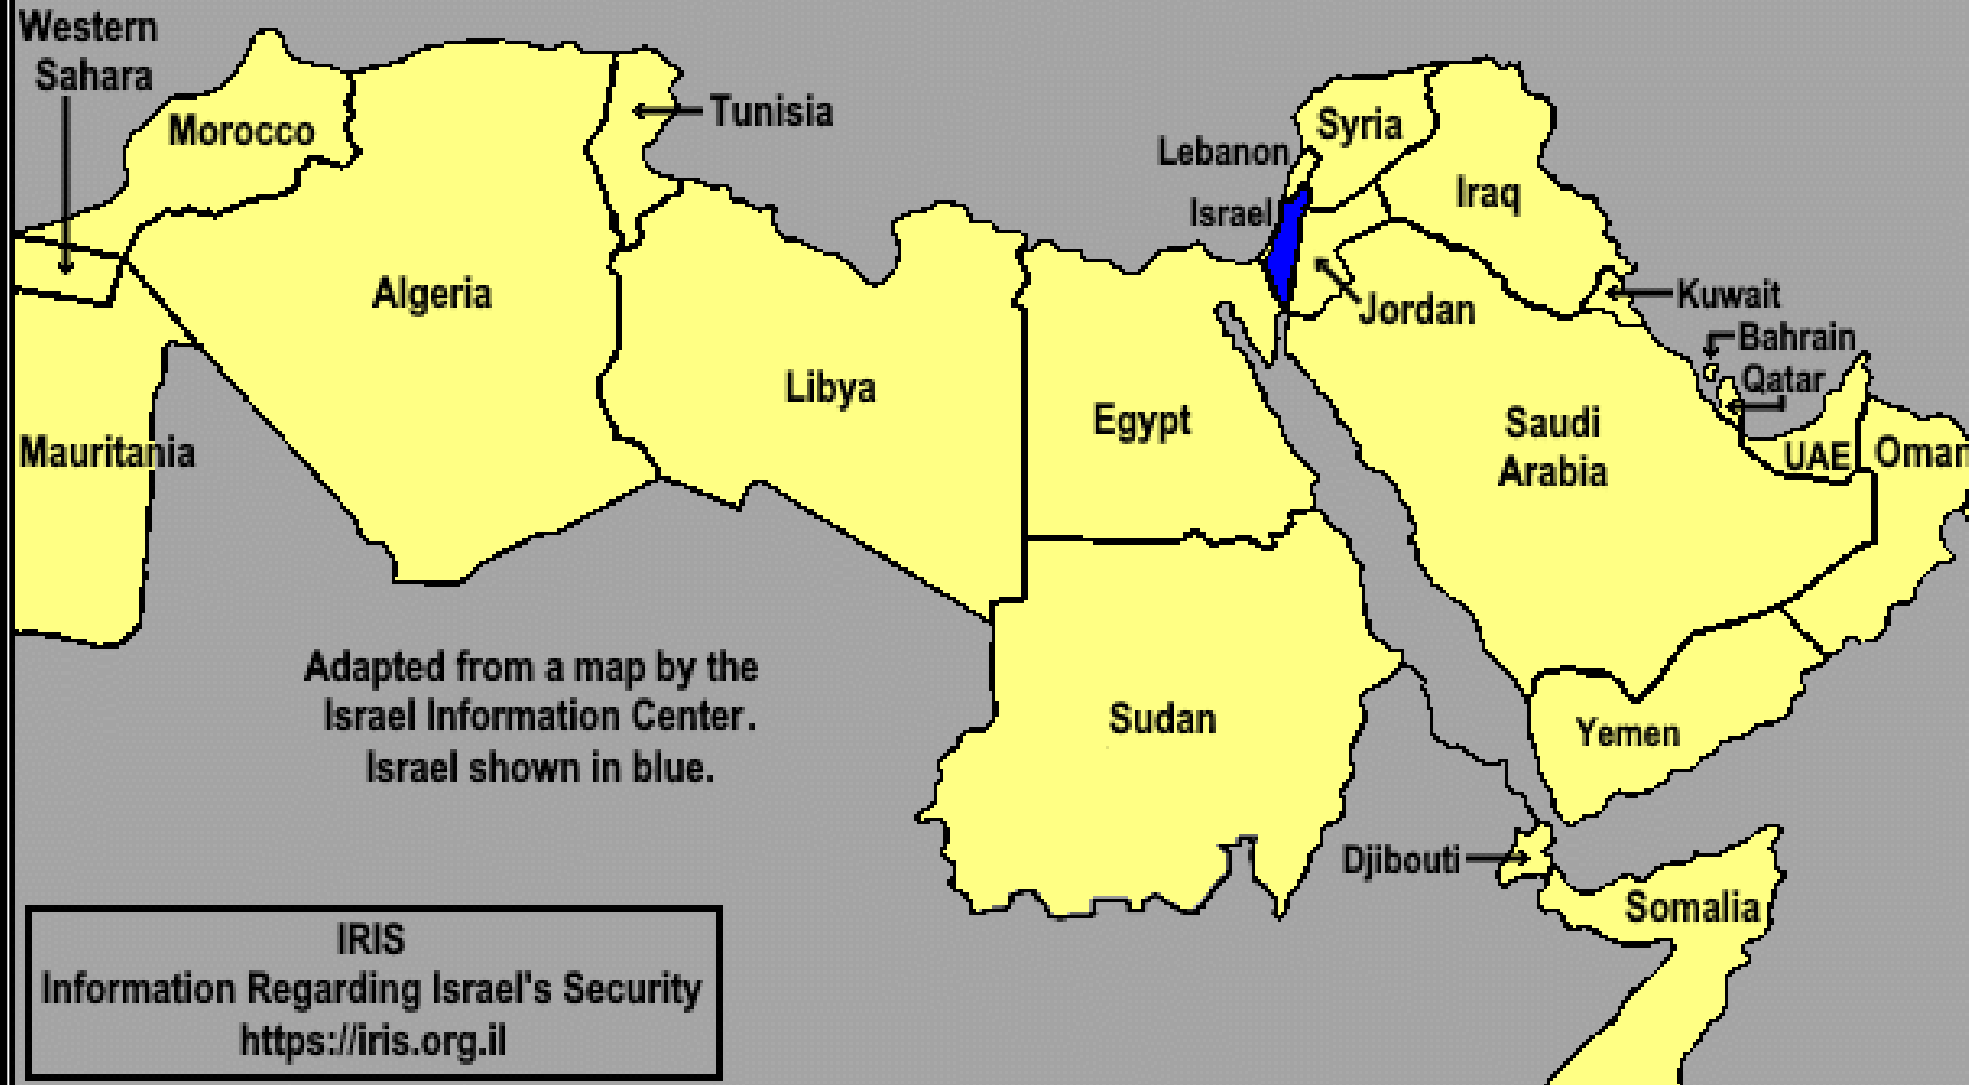 Western
Sahara
Morocco
Tunisia
Syria
Lebanon
Iraq
Israel
Algeria
Jordan
Kuwait
Bahrain
Qatar
Libya
Egypt
Saudi
Arabia
Mauritania
UAE
Oman
Adapted from a map by the
Israel Information Center.
Israel shown in blue.
Sudan
Yemen
Djibouti
Somalia
IRIS
Information Regarding Israel's Security
https://iris.org.il